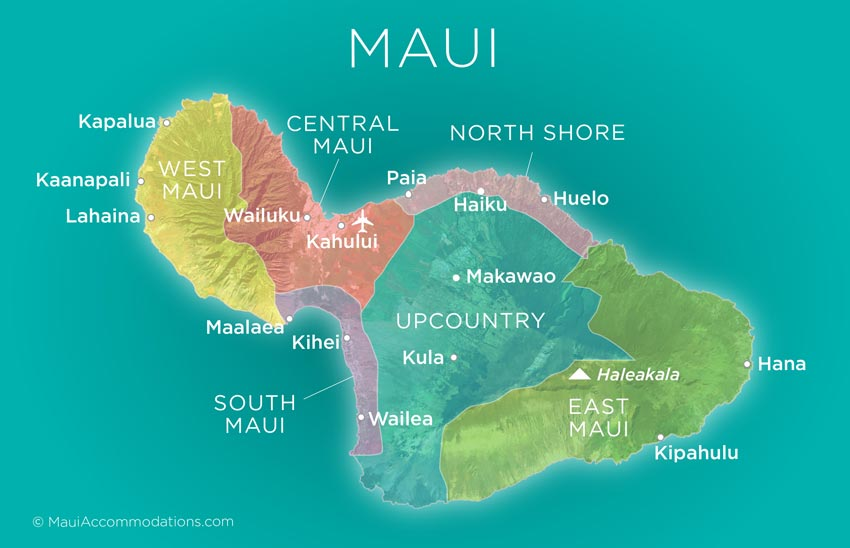 MAUI
CENTRAL
MAUI
NORTH SHORE
Kapalua
WEST
MAUI
Kaanapali
Paia
Lahaina
Wailuku
Haiku
Huelo
Kahului
Makawao
Maalaea
UPCOUNTRY
Kihei
Kula
Hana
Haleakala
SOUTH
MAUI
EAST
MAUI
Wailea
Kipahulu
© MauiAccommodations.com